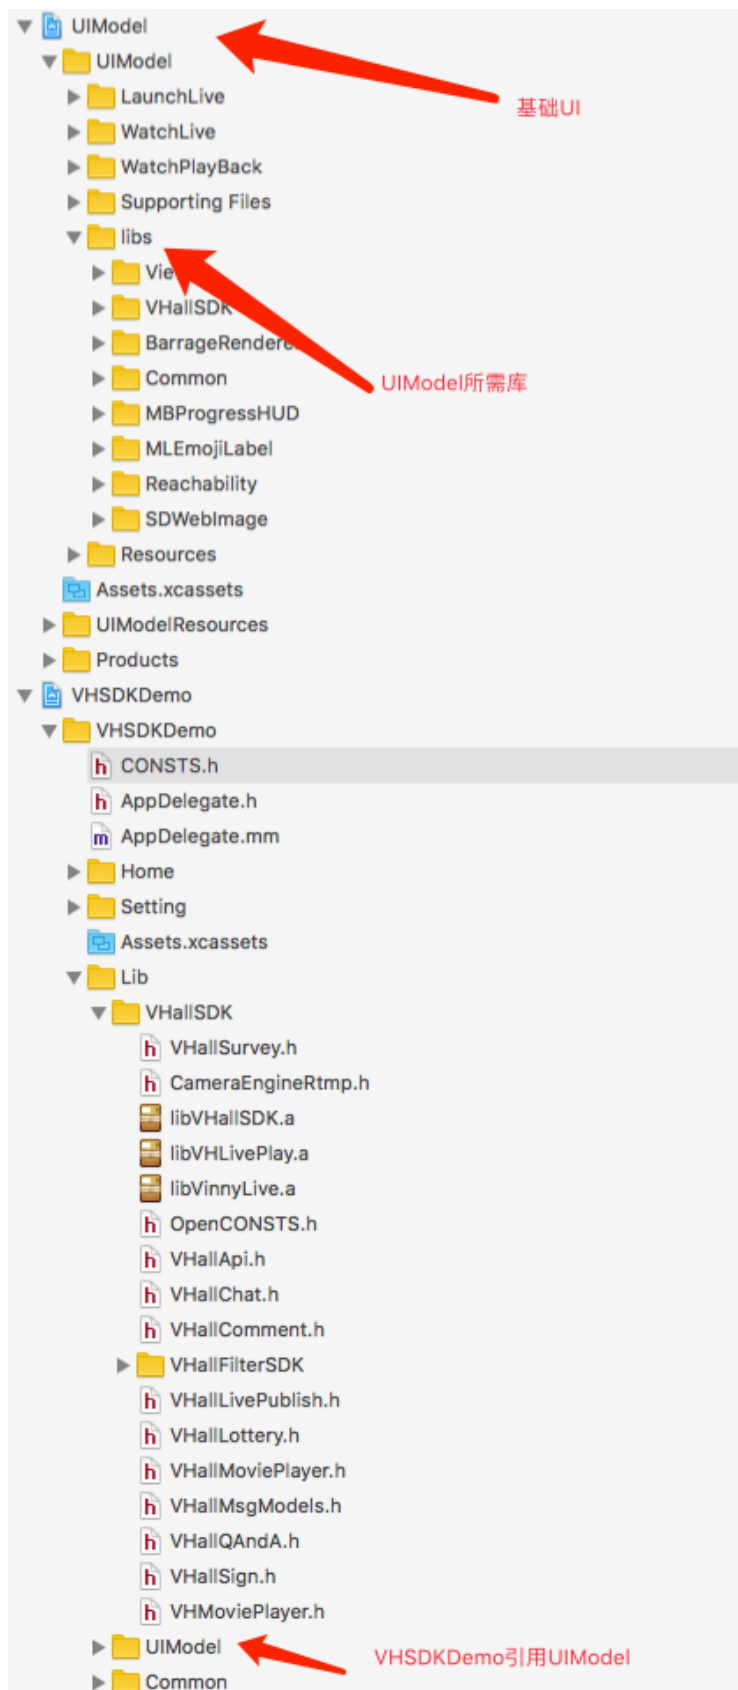 UIModel
UIModel
基础UI
LaunchLive
WatchLive
WatchPlayBack
Supporting Files
libs
Vie
VHallSDK
BarrageRendere
Common
UIModel所需库
MBProgressHUD
MLEmojiLabel
Reachability
SDWebImage
Resources
Assets.xcassets
UIModelResources
Products
VHSDKDemo
VHSDKDemo
CONSTS.h
AppDelegate.h
AppDelegate.mm
Home
Setting
Assets.xcassets
Lib
VHallSDK
VHallSurvey.h
CameraEngineRtmp.h
libVHallSDK.a
libVHLivePlay.a
libVinnyLive.a
OpenCONSTS.h
VHallApi.h
VHallChat.h
VHallComment.h
VHallFilterSDK
VHallLivePublish.h
VHallLottery.h
VHallMoviePlayer.h
VHallMsgModels.h
VHallQAndA.h
VHallSign.h
VHMoviePlayer.h
UIModel
VHSDKDemo引用UIModel
Common